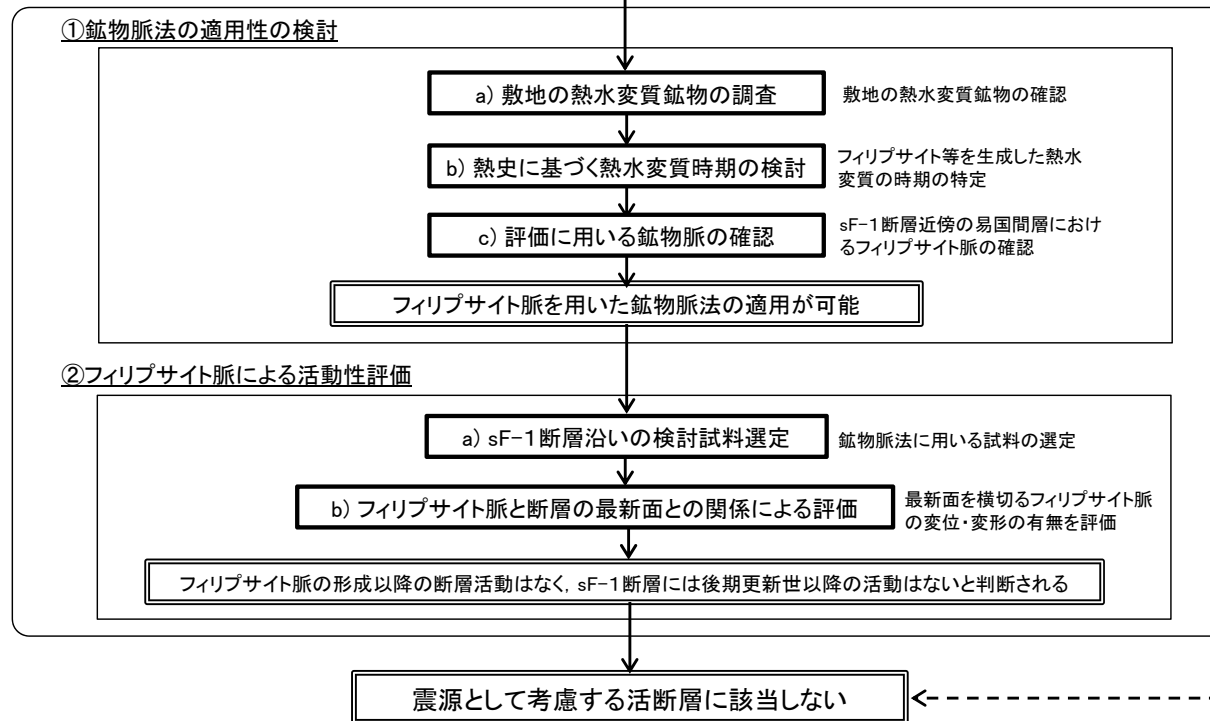 ①鉱物脈法の適用性の検討
a) 敷地の熱水変質鉱物の調査
敷地の熱水変質鉱物の確認
b) 熱史に基づく熱水変質時期の検討
フィリプサイト等を生成した熱水
変質の時期の特定
c) 評価に用いる鉱物脈の確認
sF-1断層近傍の易国間層におけ
るフィリプサイト脈の確認
フィリプサイト脈を用いた鉱物脈法の適用が可能
②フィリプサイト脈による活動性評価
a) sF-1断層沿いの検討試料選定
鉱物脈法に用いる試料の選定
b) フィリプサイト脈と断層の最新面との関係による評価
最新面を横切るフィリプサイト脈
の変位・変形の有無を評価
フィリプサイト脈の形成以降の断層活動はなく, sF-1断層には後期更新世以降の活動はないと判断される
震源として考慮する活断層に該当しない